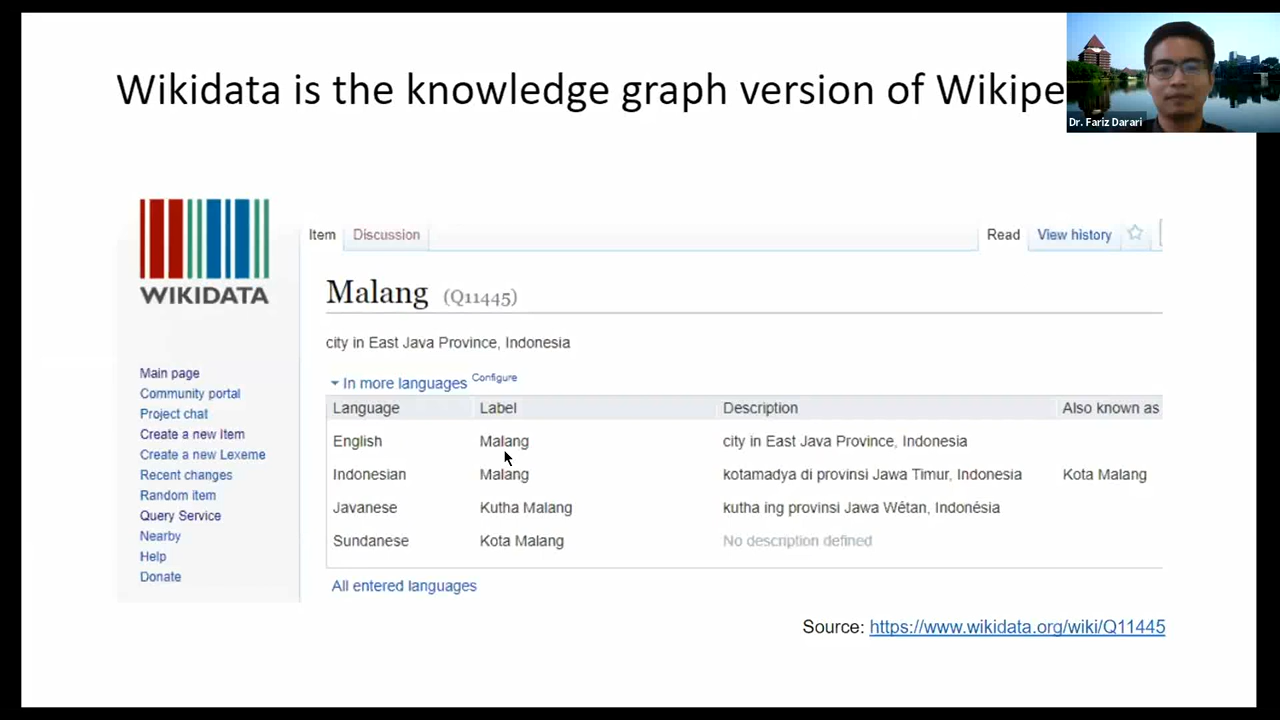 Wikidata is the knowledge graph version of Wikipe
Dr. Fariz Darari
WIKIDATA
Item Discussion Read View history
Malang (Q11445)
city in East Java Province, Indonesia
In more languages Configure
Language Label Description Also known as
English Malang city in East Java Province, Indonesia
Indonesian Malang kotamadya di provinsi Jawa Timur, Indonesia Kota Malang
Javanese Kutha Malang kutha ing provinsi Jawa Wétan, Indonésia
Sundanese Kota Malang No description defined
All entered languages
Main page
Community portal
Project chat
Create a new Item
Create a new Lexeme
Recent changes
Random item
Query Service
Nearby
Help
Donate
Source: https://www.wikidata.org/wiki/Q11445